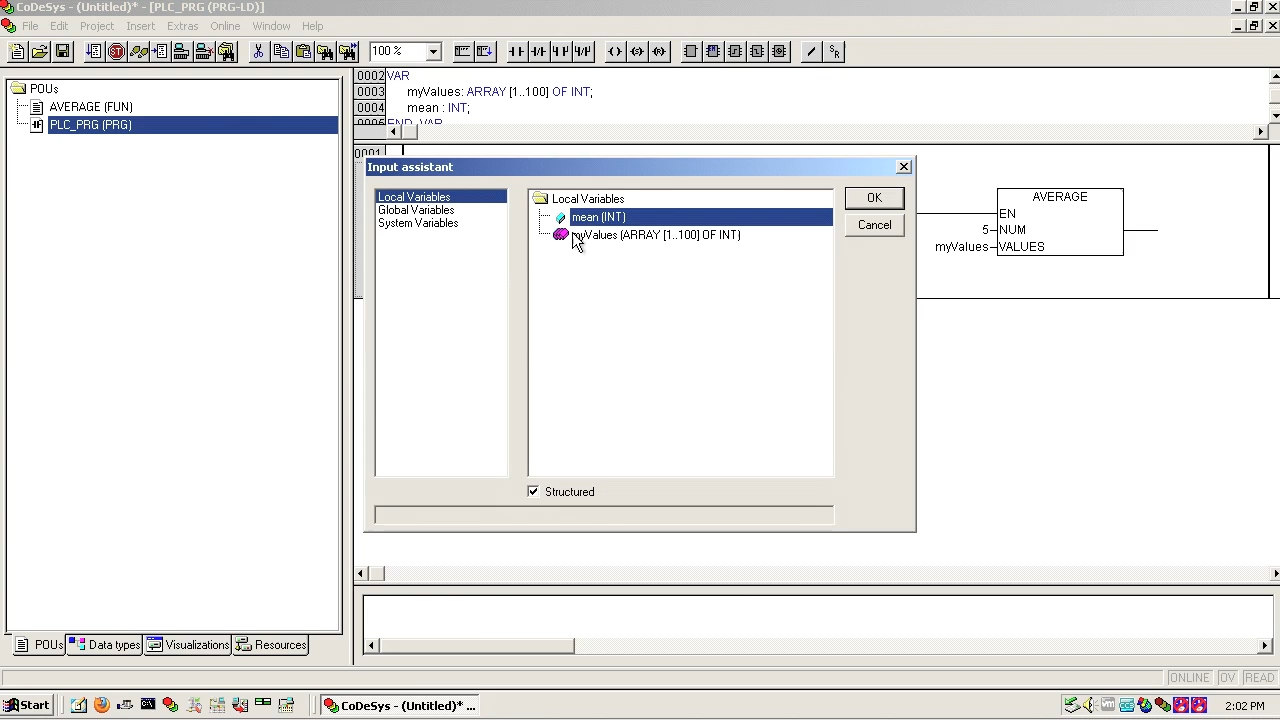 CoDeSys - (Untitled)* - [PLC_PRG (PRG-LD)]
File Edit Project Insert Extras Online Window Help
100 %
POUs
AVERAGE (FUN)
PLC_PRG (PRG)
0002 VAR
0003 myValues: ARRAY [1..100] OF INT;
0004 mean : INT;
0005 END_VAR
0001
Input assistant
Local Variables
Global Variables
System Variables
Local Variables
mean (INT)
myValues (ARRAY [1..100] OF INT)
OK
Cancel
Structured
AVERAGE
EN
5 NUM
myValues VALUES
POUs Data types Visualizations Resources
ONLINE OV READ
Start CoDeSys - (Untitled)* ... 2:02 PM